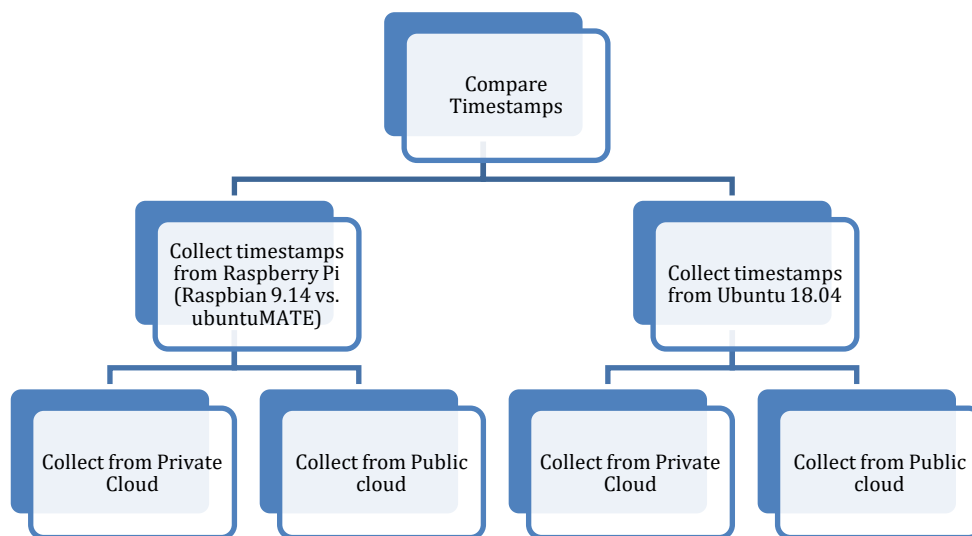 Compare
Timestamps
Collect timestamps
from Raspberry Pi
(Raspbian 9.14 vs.
ubuntuMATE)
Collect timestamps
from Ubuntu 18.04
Collect from Private
Cloud
Collect from Public
cloud
Collect from Private
Cloud
Collect from Public
cloud